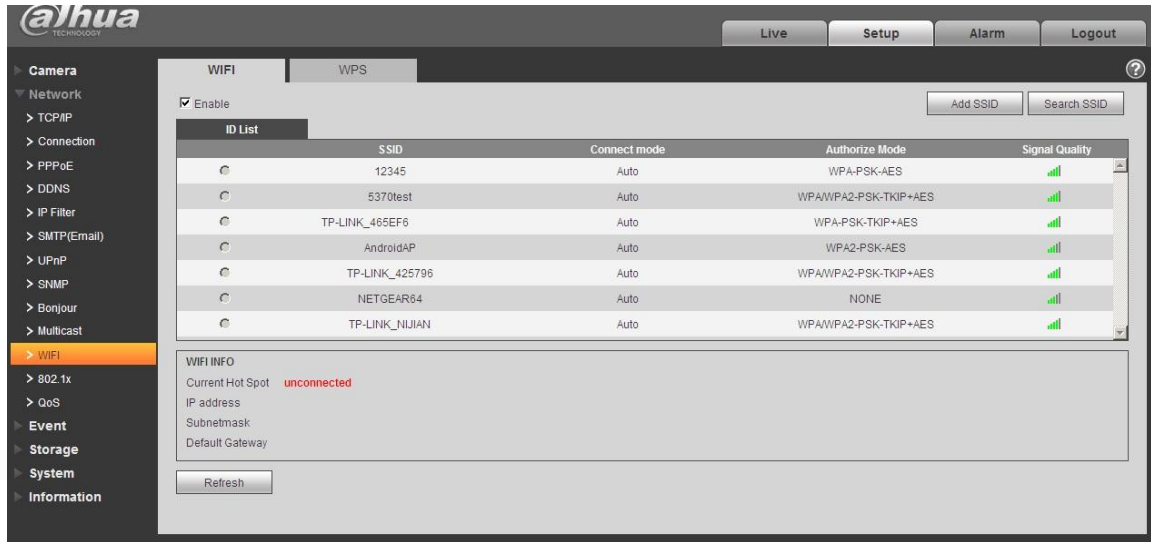 alhua
TECHNOLOGY
Live Setup Alarm Logout
Camera
Network
> TCP/IP
> Connection
> PPPoE
> DDNS
> IP Filter
> SMTP(Email)
> UPnP
> SNMP
> Bonjour
> Multicast
> WIFI
> 802.1x
> QoS
Event
Storage
System
Information
WIFI WPS
?
Enable Add SSID Search SSID
ID List
SSID Connect mode Authorize Mode Signal Quality
12345 Auto WPA-PSK-AES
5370test Auto WPA/WPA2-PSK-TKIP+AES
TP-LINK_465EF6 Auto WPA-PSK-TKIP+AES
AndroidAP Auto WPA2-PSK-AES
TP-LINK_425796 Auto WPA/WPA2-PSK-TKIP+AES
NETGEAR64 Auto NONE
TP-LINK_NIJIAN Auto WPA/WPA2-PSK-TKIP+AES
WIFI INFO
Current Hot Spot unconnected
IP address
Subnetmask
Default Gateway
Refresh